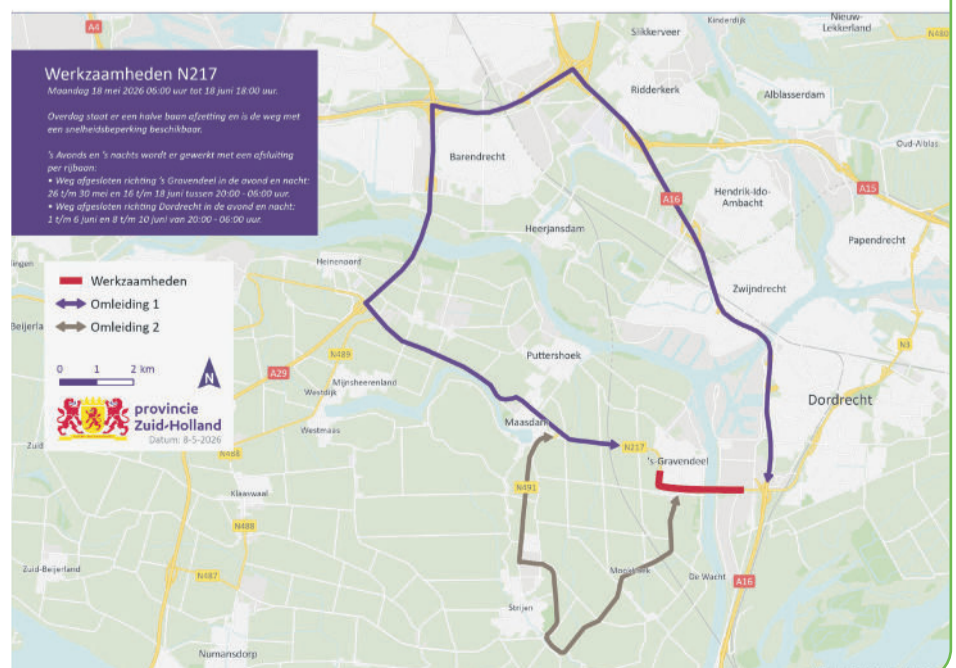 Werkzaamheden N217
Maandag 18 mei 2026 06:00 uur tot 18 juni 18:00 uur.
Overdag staat er een halve baan afzetting en is de weg met
een snelheidsbeperking beschikbaar.
's Avonds en 's nachts wordt er gewerkt met een afsluiting
per rijbaan:
• Weg afgesloten richting 's Gravendeel in de avond en nacht:
26 t/m 30 mei en 16 t/m 18 juni tussen 20:00 - 06:00 uur.
• Weg afgesloten richting Dordrecht in de avond en nacht:
1 t/m 6 juni en 8 t/m 10 juni van 20:00 - 06:00 uur.
Werkzaamheden
Omleiding 1
Omleiding 2
0 1 2 km
N
provincie
Zuid-Holland
Datum: 8-5-2026
A4
Kinderdijk
Nieuw-
Lekkerland
Slikkerveer
N480
Ridderkerk
Alblasserdam
Oud-Alblas
Barendrecht
A15
A16
Hendrik-Ido-
Ambacht
Heerjansdam
Papendrecht
Heinenoord
Zwijndrecht
N3
N489
Puttershoek
A29
Mijnsheerenland
Westdijk
Dordrecht
Maasdam
Westmaas
N217
's-Gravendeel
Zuid
N488
Klaaswaal
N491
N488
Zuid-Beijerland
N487
Mookhoek
De Wacht
A16
Strijen
Numansdorp